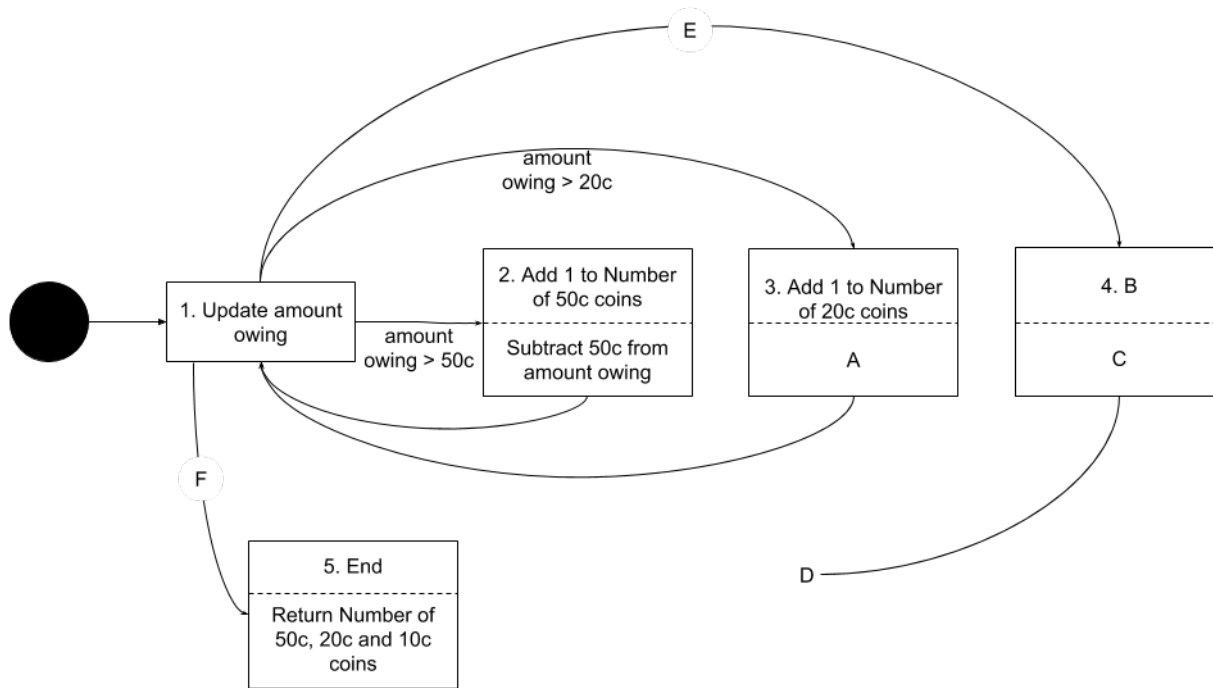 E
amount
owing > 20c
2. Add 1 to Number
of 50c coins
3. Add 1 to Number
of 20c coins
4. B
1. Update amount
owing
amount
owing > 50c
Subtract 50c from
amount owing
A
C
F
D
5. End
Return Number of
50c, 20c and 10c
coins